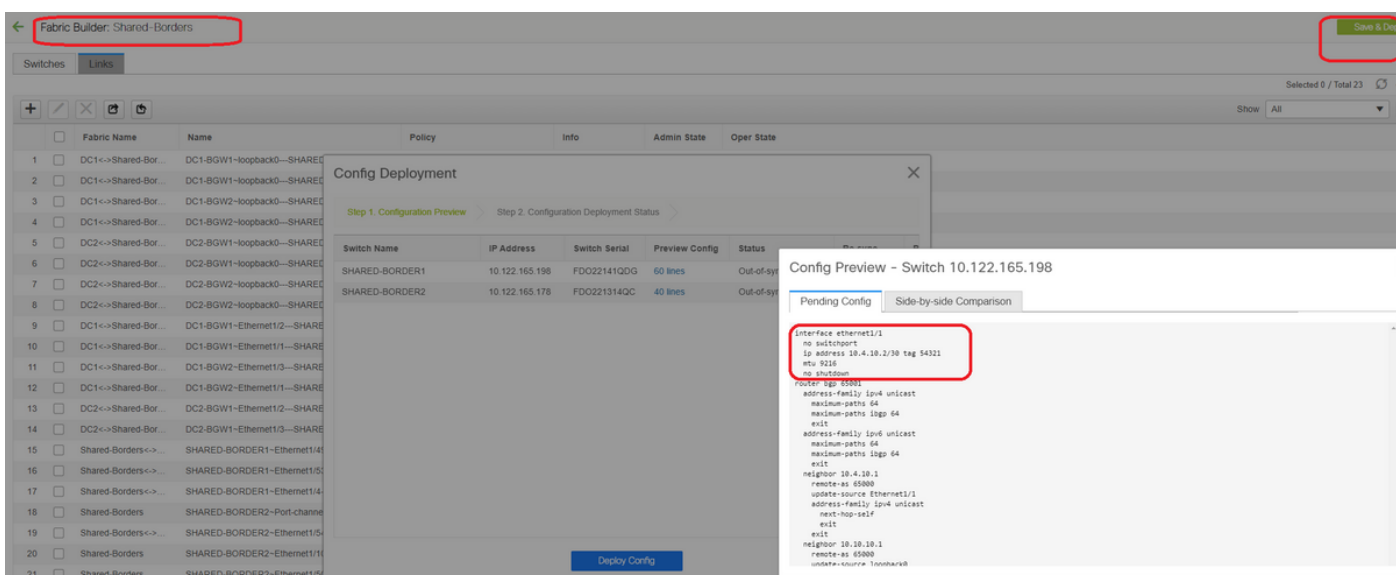 Fabric Builder: Shared-Borders
Save & De
Switches Links
Selected 0 / Total 23
Show All
Fabric Name Name Policy Info Admin State Oper State
1 DC1<->Shared-Bor... DC1-BGW1~loopback0---SHARED
2 DC1<->Shared-Bor... DC1-BGW1~loopback0---SHARED
3 DC1<->Shared-Bor... DC1-BGW2~loopback0---SHARED
4 DC1<->Shared-Bor... DC1-BGW2~loopback0---SHARED
5 DC2<->Shared-Bor... DC2-BGW1~loopback0---SHARED
6 DC2<->Shared-Bor... DC2-BGW1~loopback0---SHARED
7 DC2<->Shared-Bor... DC2-BGW2~loopback0---SHARED
8 DC2<->Shared-Bor... DC2-BGW2~loopback0---SHARED
9 DC1<->Shared-Bor... DC1-BGW1~Ethernet1/2---SHARE
10 DC1<->Shared-Bor... DC1-BGW1~Ethernet1/1---SHARE
11 DC1<->Shared-Bor... DC1-BGW2~Ethernet1/3---SHARE
12 DC1<->Shared-Bor... DC1-BGW2~Ethernet1/1---SHARE
13 DC2<->Shared-Bor... DC2-BGW1~Ethernet1/2---SHARE
14 DC2<->Shared-Bor... DC2-BGW1~Ethernet1/3---SHARE
15 Shared-Borders<->... SHARED-BORDER1~Ethernet1/4
16 Shared-Borders<->... SHARED-BORDER1~Ethernet1/5
17 Shared-Borders<->... SHARED-BORDER1~Ethernet1/4
18 Shared-Borders SHARED-BORDER2~Port-channe
19 Shared-Borders<->... SHARED-BORDER2~Ethernet1/5
20 Shared-Borders SHARED-BORDER2~Ethernet1/1
21 Shared-Borders SHARED-BORDER2~Ethernet1/5
Config Deployment
Step 1. Configuration Preview Step 2. Configuration Deployment Status
Switch Name IP Address Switch Serial Preview Config Status Re-sync
SHARED-BORDER1 10.122.165.198 FDO22141QDG 60 lines Out-of-syn
SHARED-BORDER2 10.122.165.178 FDO221314QC 40 lines Out-of-syn
Deploy Config
Config Preview - Switch 10.122.165.198
Pending Config Side-by-side Comparison
interface ethernet1/1
no switchport
ip address 10.4.10.2/30 tag 54321
mtu 9216
no shutdown
router bgp 65001
address-family ipv4 unicast
maximum-paths 64
maximum-paths ibgp 64
exit
address-family ipv6 unicast
maximum-paths 64
maximum-paths ibgp 64
exit
neighbor 10.4.10.1
remote-as 65000
update-source Ethernet1/1
address-family ipv4 unicast
next-hop-self
exit
exit
neighbor 10.10.10.1
remote-as 65000
update-source loopback0